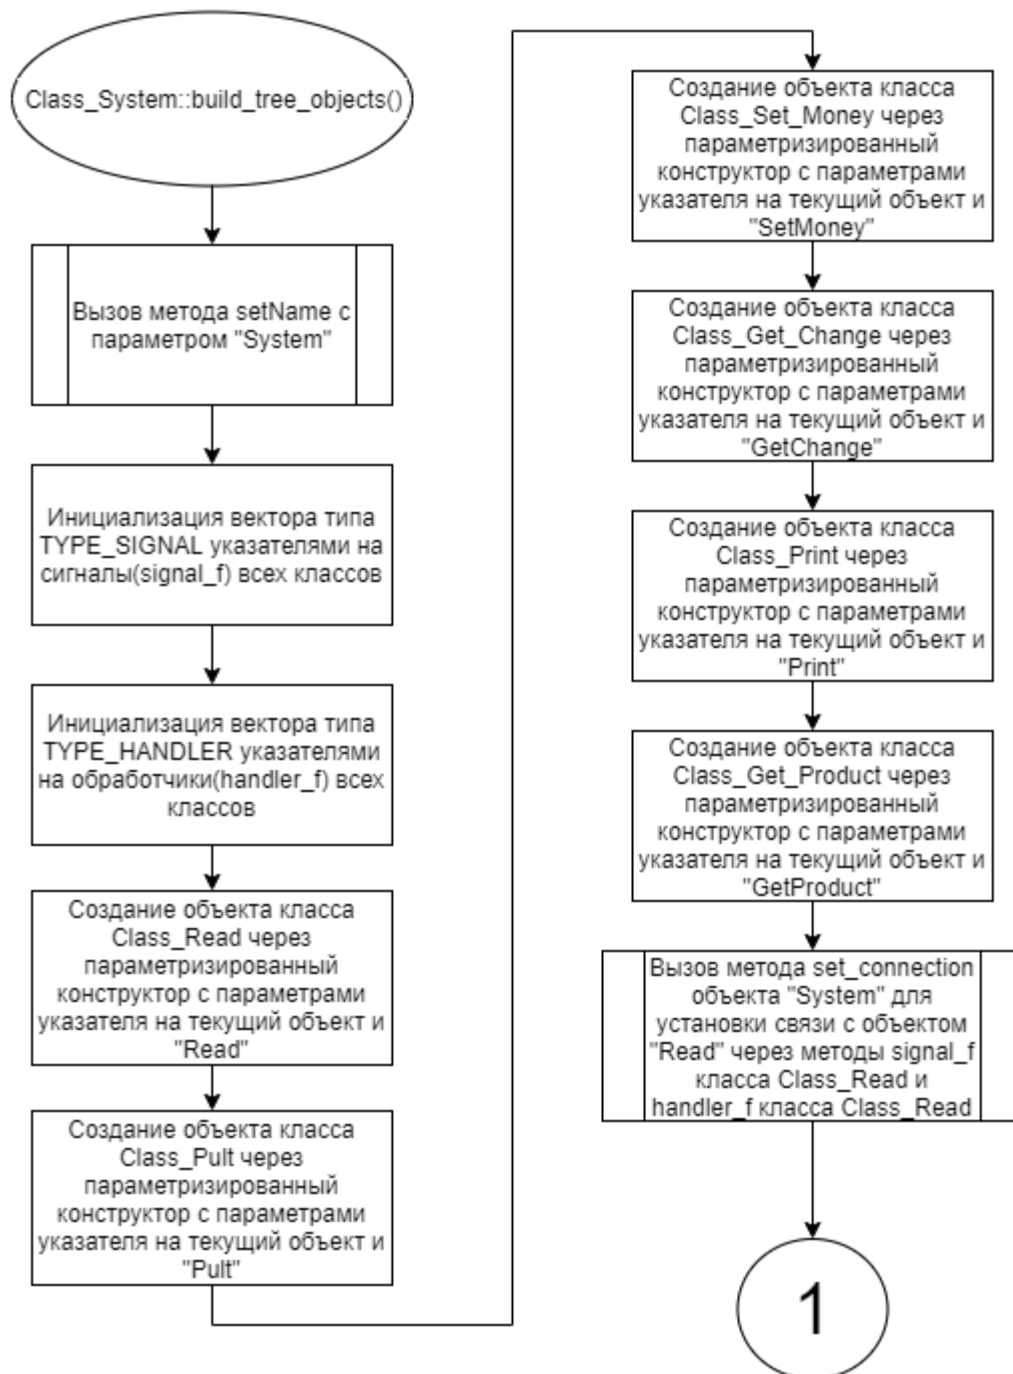 Class_System::build_tree_objects()
Вызов метода setName с
параметром "System"
Инициализация вектора типа
TYPE_SIGNAL указателями на
сигналы(signal_f) всех классов
Инициализация вектора типа
TYPE_HANDLER указателями
на обработчики(handler_f) всех
классов
Создание объекта класса
Class_Read через
параметризированный
конструктор с параметрами
указателя на текущий объект и
"Read"
Создание объекта класса
Class_Pult через
параметризированный
конструктор с параметрами
указателя на текущий объект и
"Pult"
Создание объекта класса
Class_Set_Money через
параметризированный
конструктор с параметрами
указателя на текущий объект и
"SetMoney"
Создание объекта класса
Class_Get_Change через
параметризированный
конструктор с параметрами
указателя на текущий объект и
"GetChange"
Создание объекта класса
Class_Print через
параметризированный
конструктор с параметрами
указателя на текущий объект и
"Print"
Создание объекта класса
Class_Get_Product через
параметризированный
конструктор с параметрами
указателя на текущий объект и
"GetProduct"
Вызов метода set_connection
объекта "System" для
установки связи с объектом
"Read" через методы signal_f
класса Class_Read и
handler_f класса Class_Read
1